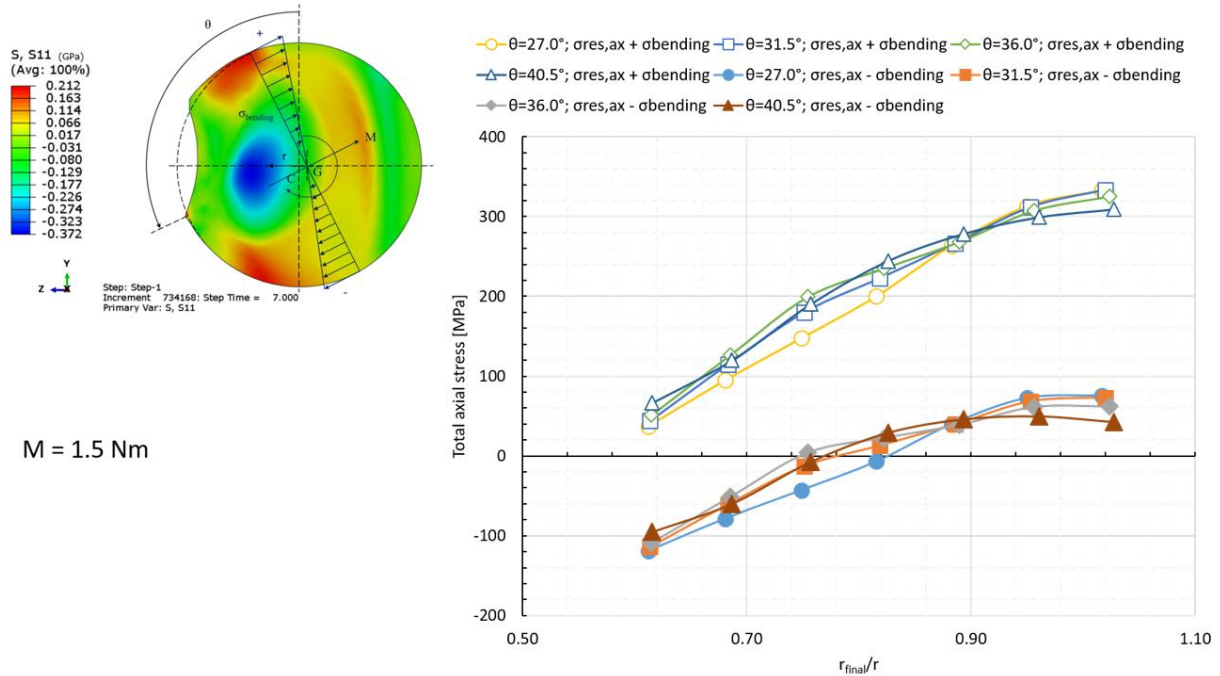 θ
+
S, S11 (GPa)
(Avg: 100%)
0.212
0.163
0.114
0.066
0.017
-0.031
-0.080
-0.129
-0.177
-0.226
-0.274
-0.323
-0.372
σbending
M
r
G
C
-
Y
Z
X
Step: Step-1
Increment 734168: Step Time = 7.000
Primary Var: S, S11
M = 1.5 Nm
θ=27.0°; σres,ax + σbending
θ=31.5°; σres,ax + σbending
θ=36.0°; σres,ax + σbending
θ=40.5°; σres,ax + σbending
θ=27.0°; σres,ax - σbending
θ=31.5°; σres,ax - σbending
θ=36.0°; σres,ax - σbending
θ=40.5°; σres,ax - σbending
Total axial stress [MPa]
400
300
200
100
0
-100
-200
0.50
0.70
0.90
1.10
rfinal/r